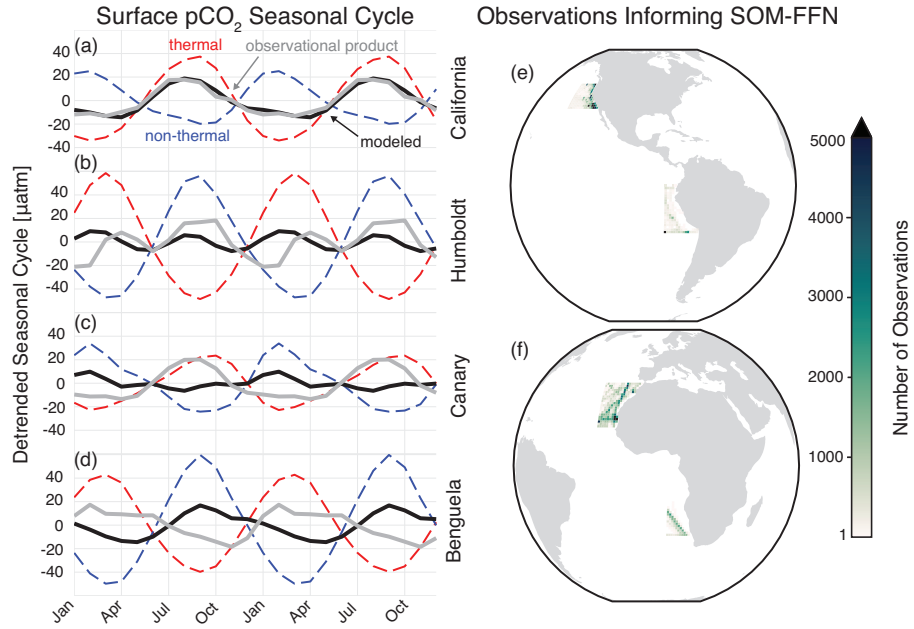 Surface pCO₂ Seasonal Cycle
Observations Informing SOM-FFN
Detrended Seasonal Cycle [µatm]
(a)
thermal
observational product
non-thermal
modeled
40
20
0
-20
-40
California
(b)
40
20
0
-20
-40
Humboldt
(c)
40
20
0
-20
-40
Canary
(d)
40
20
0
-20
-40
Benguela
Jan
Apr
Jul
Oct
Jan
Apr
Jul
Oct
(e)
(f)
5000
4000
3000
2000
1000
1
Number of Observations